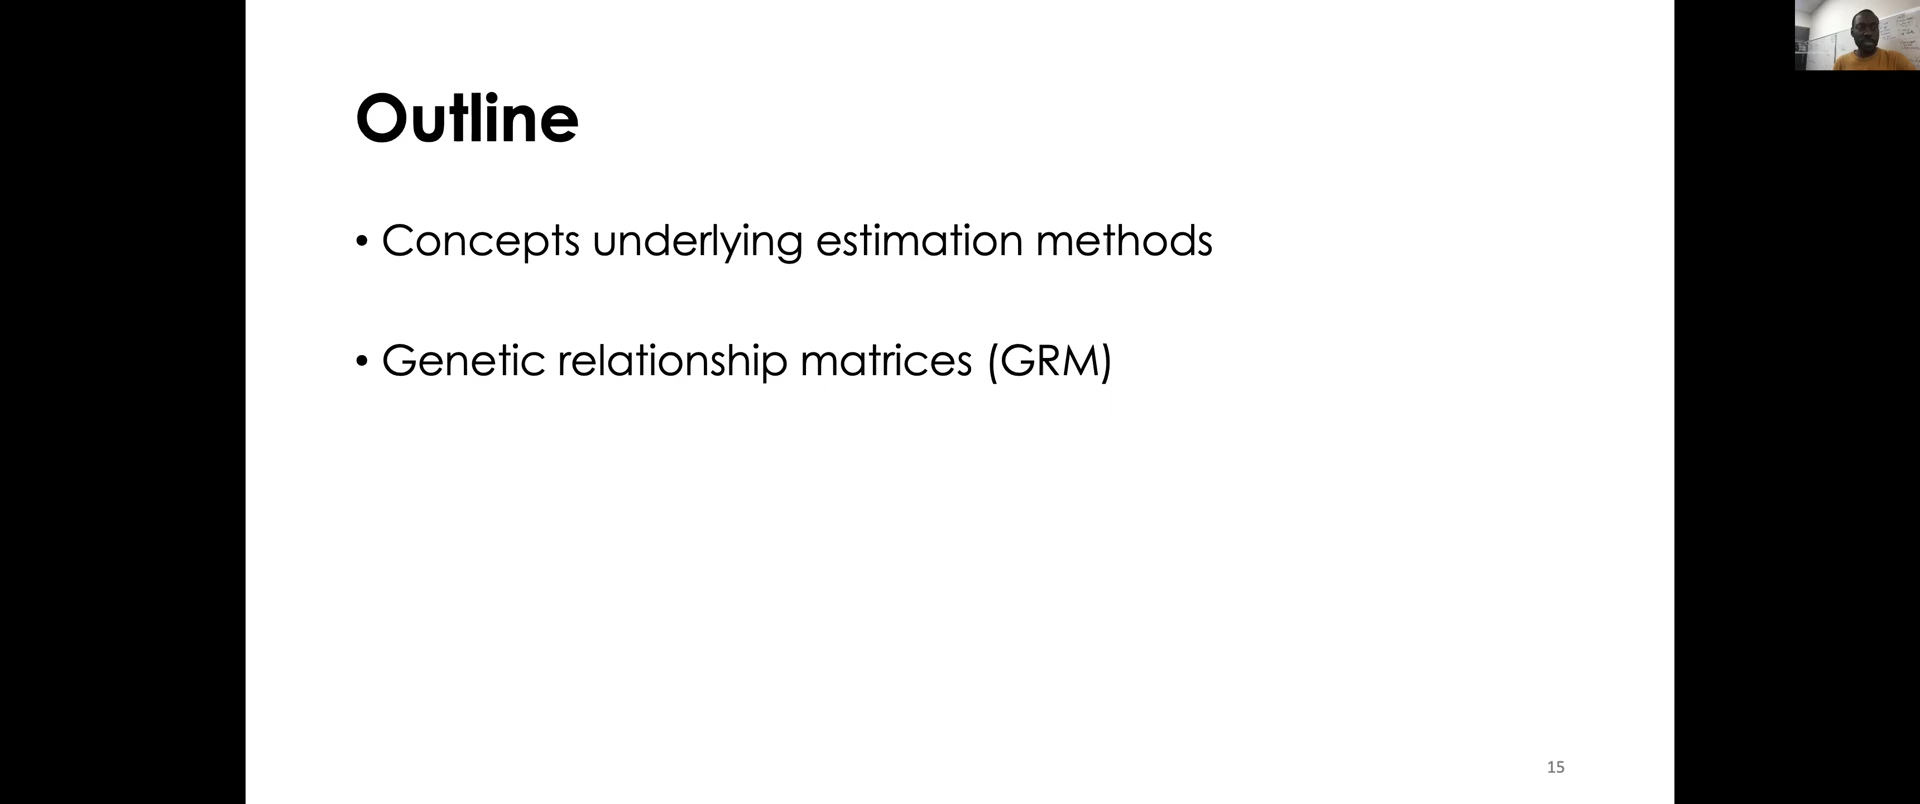 Outline
• Concepts underlying estimation methods
• Genetic relationship matrices (GRM)
15